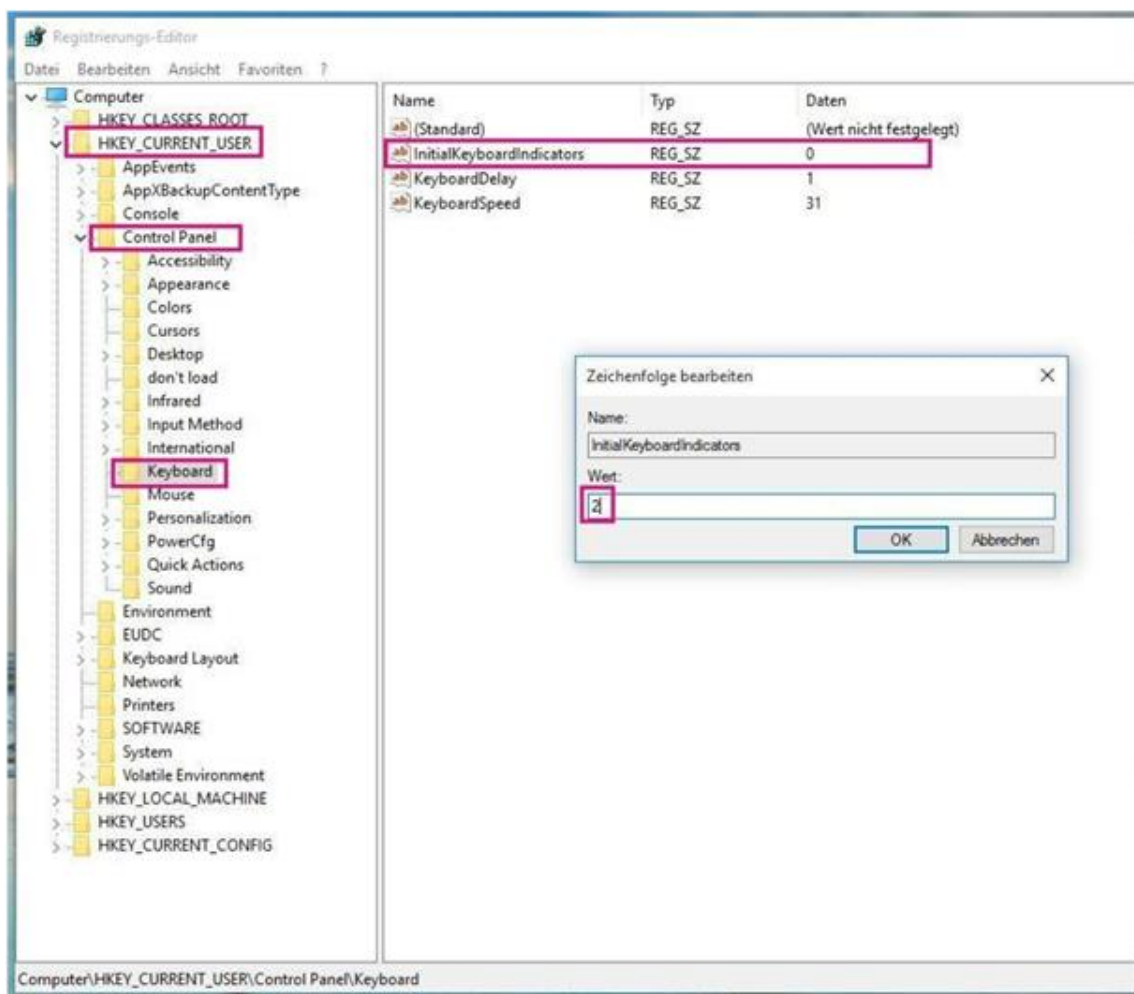 Registrierungs-Editor
Datei Bearbeiten Ansicht Favoriten ?
Computer
HKEY_CLASSES_ROOT
HKEY_CURRENT_USER
AppEvents
AppXBackupContentType
Console
Control Panel
Accessibility
Appearance
Colors
Cursors
Desktop
don't load
Infrared
Input Method
International
Keyboard
Mouse
Personalization
PowerCfg
Quick Actions
Sound
Environment
EUDC
Keyboard Layout
Network
Printers
SOFTWARE
System
Volatile Environment
HKEY_LOCAL_MACHINE
HKEY_USERS
HKEY_CURRENT_CONFIG
Name Typ Daten
(Standard) REG_SZ (Wert nicht festgelegt)
InitialKeyboardIndicators REG_SZ 0
KeyboardDelay REG_SZ 1
KeyboardSpeed REG_SZ 31
Zeichenfolge bearbeiten
Name:
InitialKeyboardIndicators
Wert:
2
OK Abbrechen
Computer\HKEY_CURRENT_USER\Control Panel\Keyboard